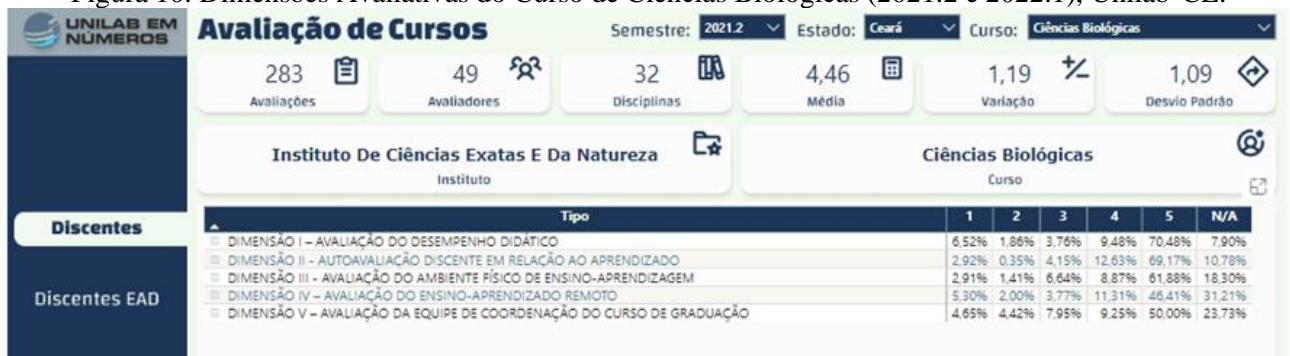 Figura 10. Dimensões Avaliativas do Curso de Ciências Biológicas (2021.2 e 2022.1), Unilab-CE.
UNILAB EM NÚMEROS
Avaliação de Cursos
Semestre: 2021.2 Estado: Ceará Curso: Ciências Biológicas
283 49 32 4,46 1,19 1,09
Avaliações Avaliadores Disciplinas Média Variação Desvio Padrão
Instituto De Ciências Exatas E Da Natureza Ciências Biológicas
Instituto Curso
Discentes
Discentes EAD
Tipo 1 2 3 4 5 N/A
DIMENSÃO I – AVALIAÇÃO DO DESEMPENHO DIDÁTICO 6,52% 1,86% 3,76% 9,48% 70,48% 7,90%
DIMENSÃO II - AUTOAVALIAÇÃO DISCENTE EM RELAÇÃO AO APRENDIZADO 2,92% 0,35% 4,15% 12,63% 69,17% 10,78%
DIMENSÃO III - AVALIAÇÃO DO AMBIENTE FÍSICO DE ENSINO-APRENDIZAGEM 2,91% 1,41% 6,64% 8,87% 61,88% 18,30%
DIMENSÃO IV – AVALIAÇÃO DO ENSINO-APRENDIZADO REMOTO 5,30% 2,00% 3,77% 11,31% 46,41% 31,21%
DIMENSÃO V – AVALIAÇÃO DA EQUIPE DE COORDENAÇÃO DO CURSO DE GRADUAÇÃO 4,65% 4,42% 7,95% 9,25% 50,00% 23,73%